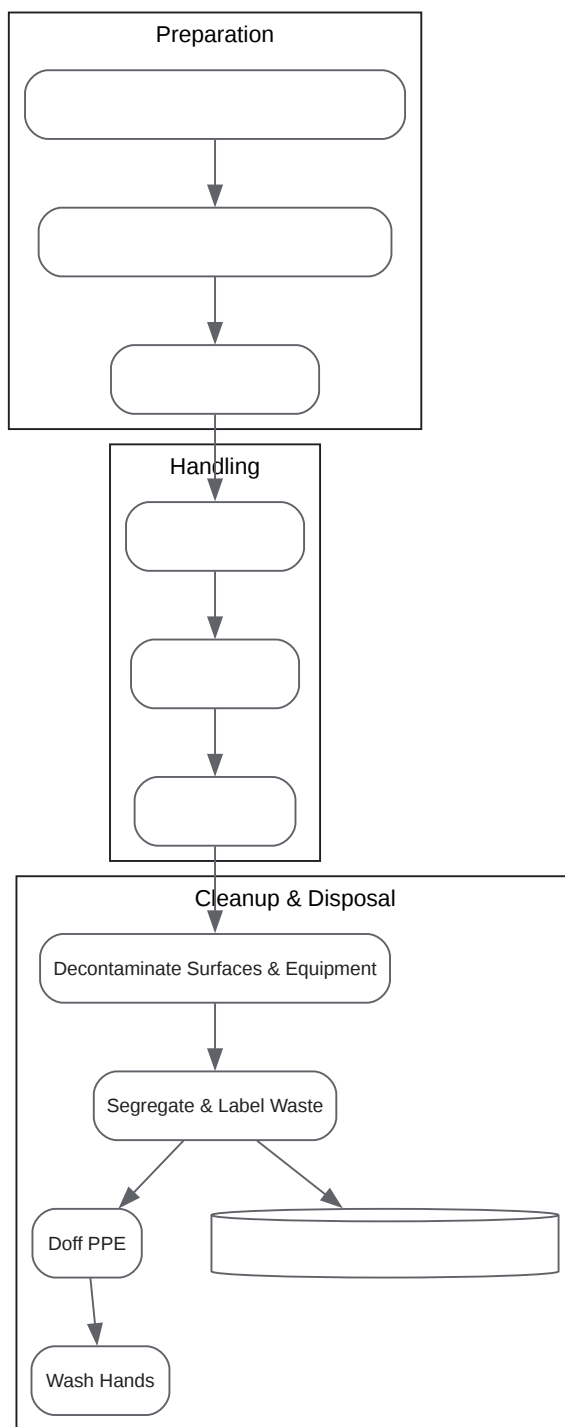 Preparation
Handling
Cleanup & Disposal
Decontaminate Surfaces & Equipment
Segregate & Label Waste
Doff PPE
Wash Hands